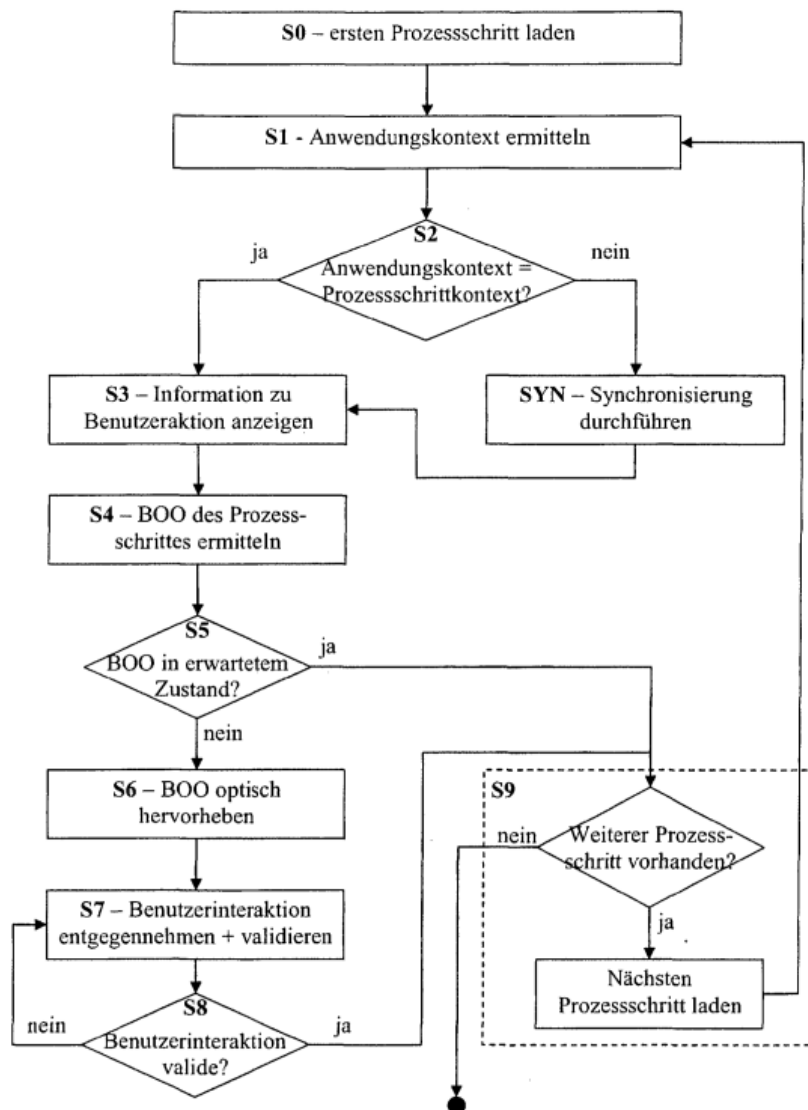 S0 – ersten Prozessschritt laden
S1 - Anwendungskontext ermitteln
S2
ja
nein
Anwendungskontext =
Prozessschrittkontext?
S3 – Information zu
Benutzeraktion anzeigen
SYN – Synchronisierung
durchführen
S4 – BOO des Prozess-
schrittes ermitteln
S5
ja
BOO in erwartetem
Zustand?
nein
S6 – BOO optisch
hervorheben
S9
nein
Weiterer Prozess-
schritt vorhanden?
ja
S7 – Benutzerinteraktion
entgegennehmen + validieren
Nächsten
Prozessschritt laden
S8
nein
ja
Benutzerinteraktion
valide?